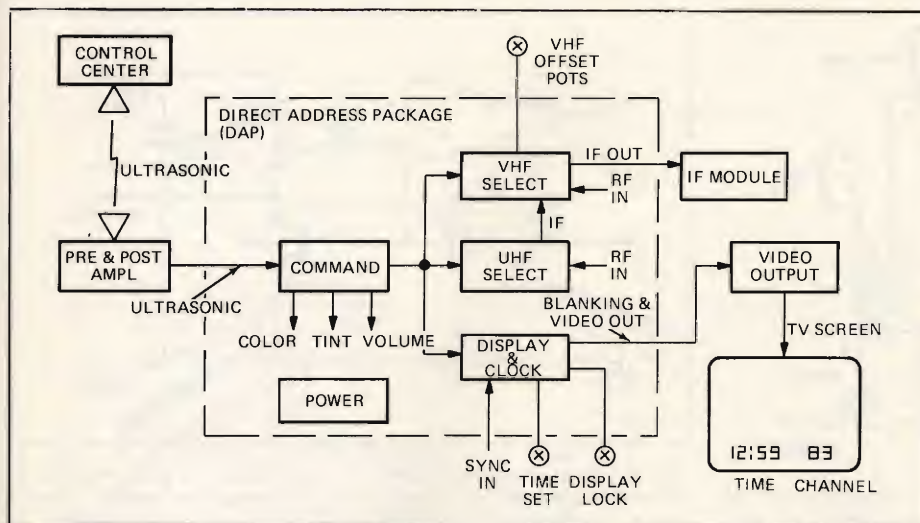 CONTROL
CENTER
ULTRASONIC
PRE & POST
AMPL
ULTRASONIC
DIRECT ADDRESS PACKAGE
(DAP)
COMMAND
COLOR TINT VOLUME
POWER
VHF
OFFSET
POTS
VHF
SELECT
IF OUT
RF
IN
IF MODULE
IF
UHF
SELECT
RF
IN
BLANKING &
VIDEO OUT
DISPLAY
&
CLOCK
SYNC
IN
TIME
SET
DISPLAY
LOCK
VIDEO
OUTPUT
TV SCREEN
12:59 83
TIME CHANNEL